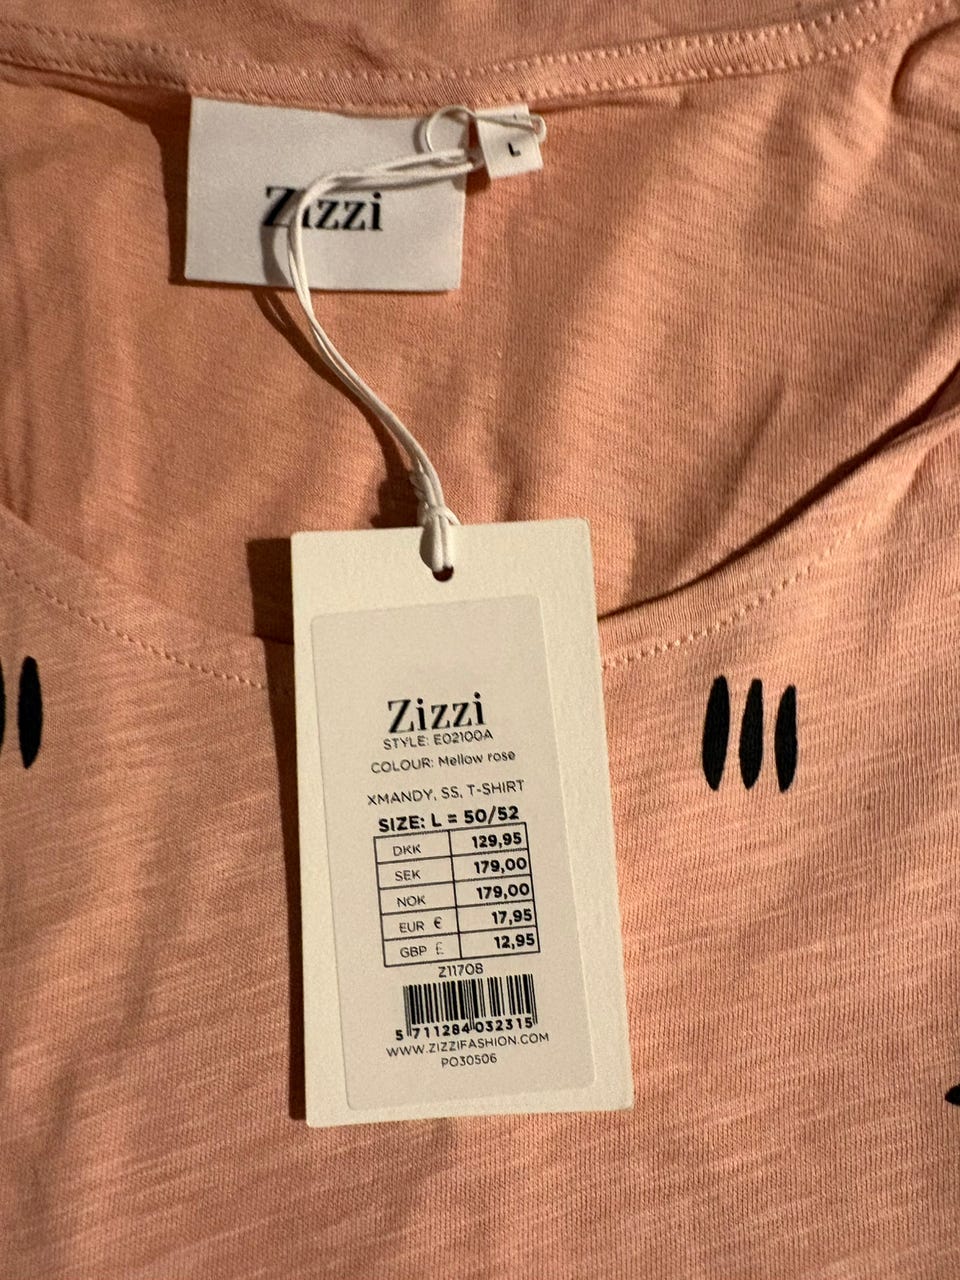 Zizzi
L
Zizzi
STYLE: E02100A
COLOUR: Mellow rose
XMANDY, SS, T-SHIRT
SIZE: L = 50/52
DKK 129,95
SEK 179,00
NOK 179,00
EUR € 17,95
GBP £ 12,95
Z11708
5 711284 032315
WWW.ZIZZIFASHION.COM
PO30506